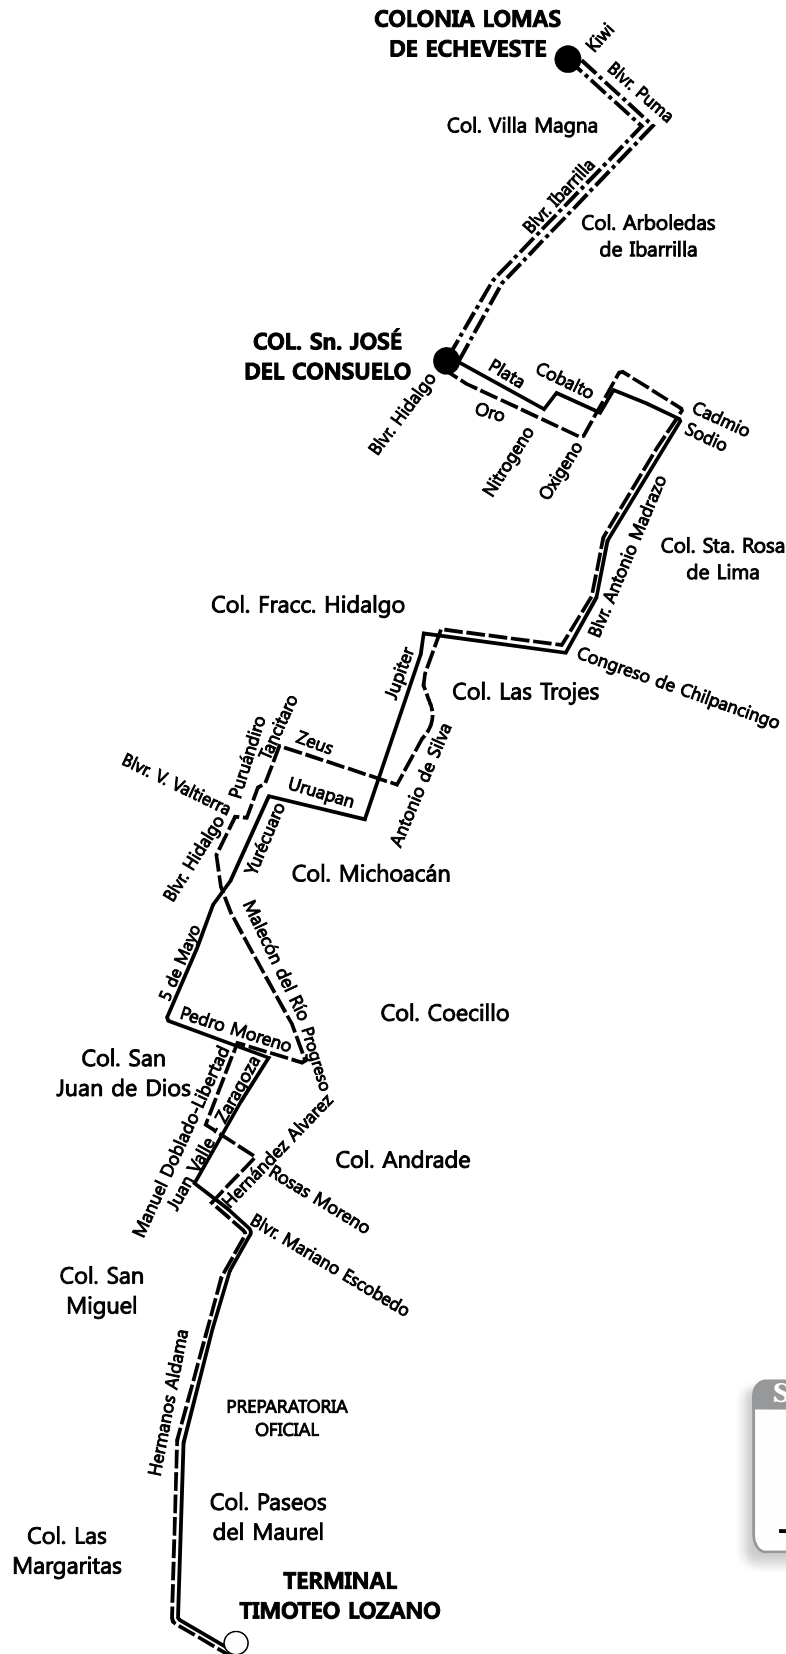 COLONIA LOMAS
DE ECHEVESTE
Kiwi
Blvr. Puma
Col. Villa Magna
Blvr. Ibarrilla
Col. Arboledas
de Ibarrilla
COL. Sn. JOSÉ
DEL CONSUELO
Blvr. Hidalgo
Plata
Cobalto
Oro
Nitrogeno
Oxigeno
Cadmio
Sodio
Blvr. Antonio Madrazo
Col. Sta. Rosa
de Lima
Col. Fracc. Hidalgo
Jupiter
Congreso de Chilpancingo
Col. Las Trojes
Antonio de Silva
Zeus
Tancitaro
Puruándiro
Blvr. V. Valtierra
Uruapan
Blvr. Hidalgo
Yurécuaro
Col. Michoacán
Malecón del Río
5 de Mayo
Pedro Moreno
Progreso
Col. Coecillo
Col. San
Juan de Dios
Manuel Doblado-Libertad
Zaragoza
Juan Valle
Hernández Alvarez
Col. Andrade
Rosas Moreno
Blvr. Mariano Escobedo
Col. San
Miguel
Hermanos Aldama
PREPARATORIA
OFICIAL
Col. Paseos
del Maurel
Col. Las
Margaritas
TERMINAL
TIMOTEO LOZANO
S